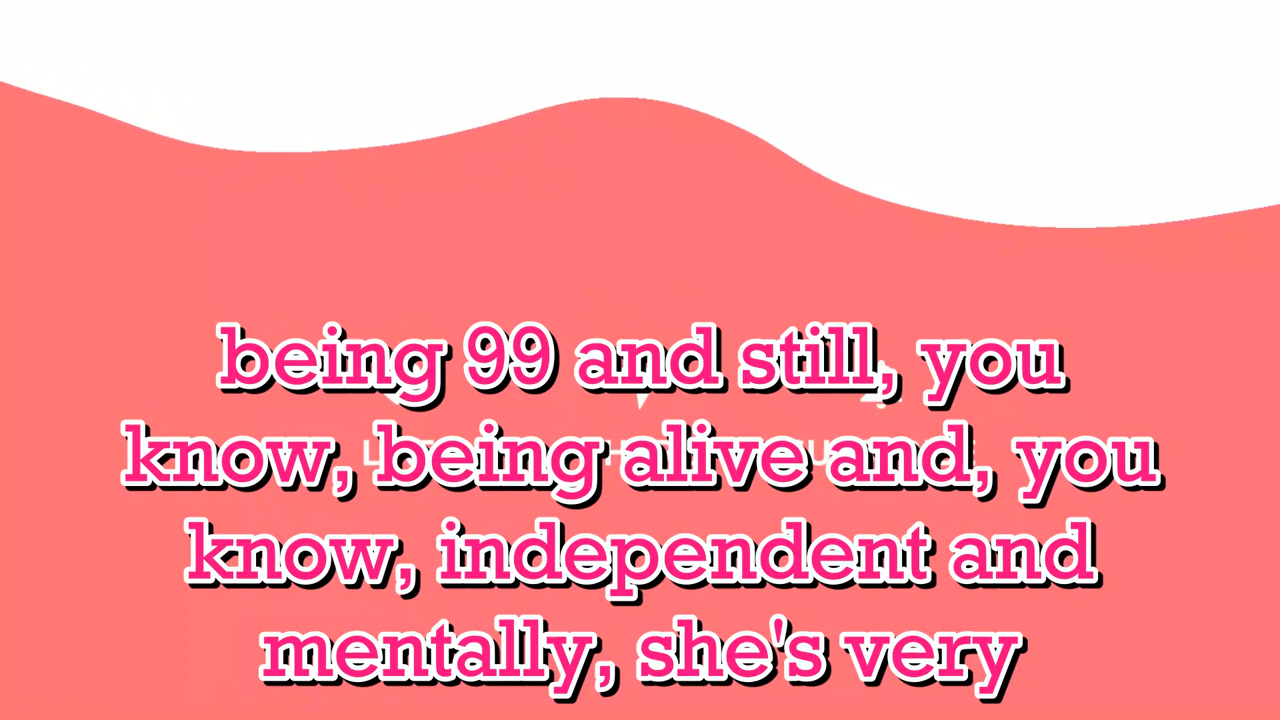 being 99 and still, you
know, being alive and, you
know, independent and
mentally, she's very